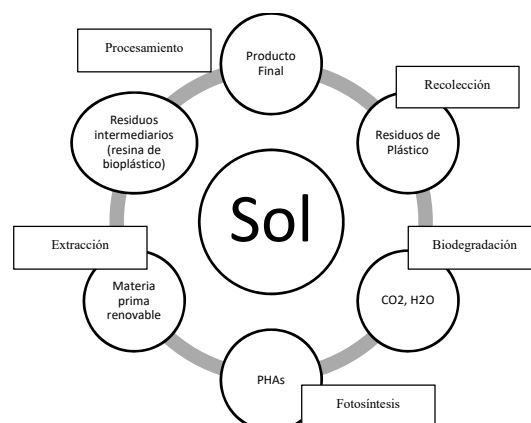 Procesamiento
Producto
Final
Recolección
Residuos
intermediarios
(resina de
bioplástico)
Residuos de
Plástico
Sol
Extracción
Biodegradación
Materia
prima
renovable
CO2, H2O
PHAs
Fotosíntesis